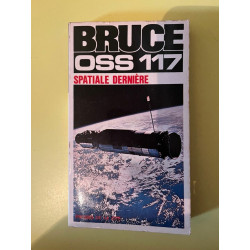 BRUCE
OSS 117
SPATIALE DERNIÈRE